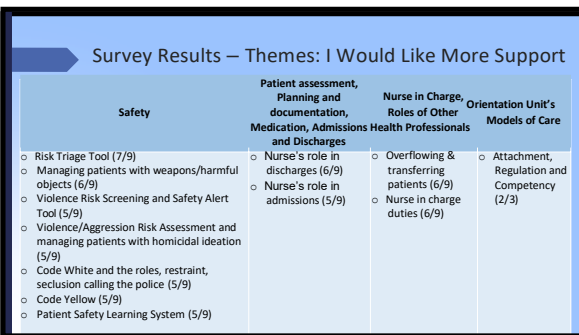 Survey Results – Themes: I Would Like More Support
Safety
Patient assessment,
Planning and
documentation,
Medication, Admissions
and Discharges
Nurse in Charge,
Roles of Other
Health Professionals
Orientation Unit's
Models of Care
o Risk Triage Tool (7/9)
o Managing patients with weapons/harmful
objects (6/9)
o Violence Risk Screening and Safety Alert
Tool (5/9)
o Violence/Aggression Risk Assessment and
managing patients with homicidal ideation
(5/9)
o Code White and the roles, restraint,
seclusion calling the police (5/9)
o Code Yellow (5/9)
o Patient Safety Learning System (5/9)
o Nurse's role in
discharges (6/9)
o Nurse's role in
admissions (5/9)
o Overflowing &
transferring
patients (6/9)
o Nurse in charge
duties (6/9)
o Attachment,
Regulation and
Competency
(2/3)